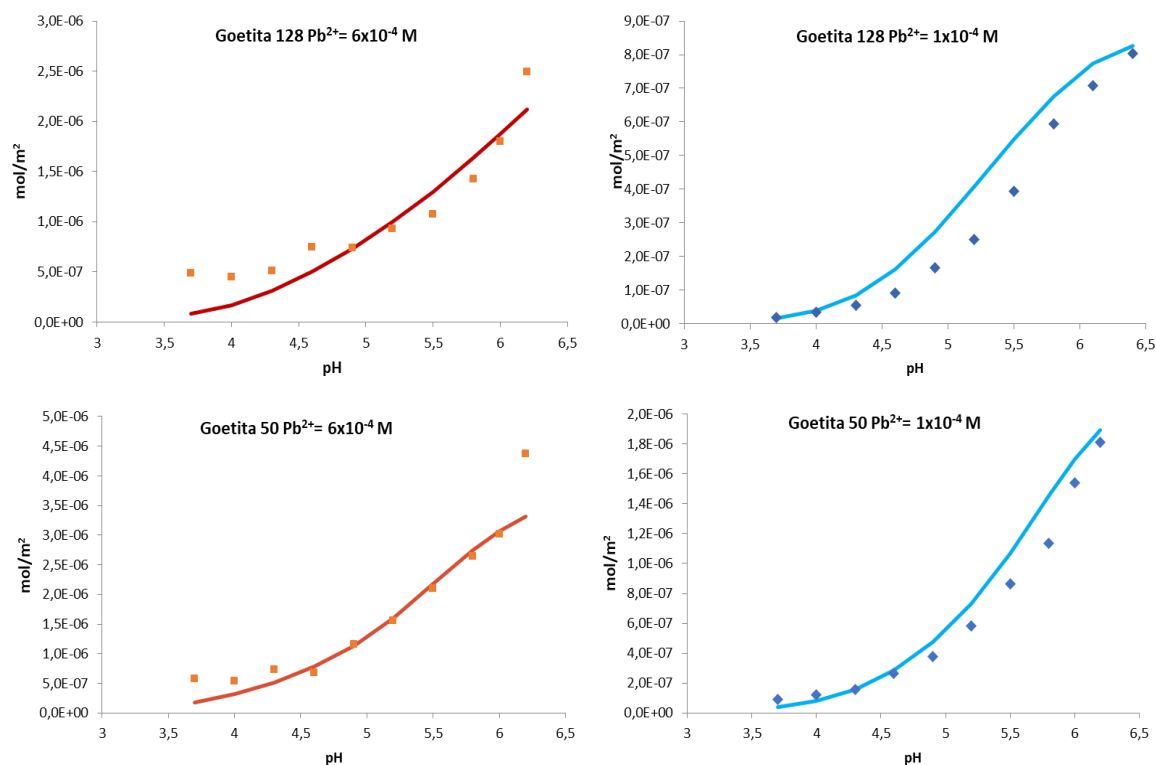 Goetita 128 Pb²⁺= 6x10⁻⁴ M
3,0E-06
2,5E-06
2,0E-06
1,5E-06
1,0E-06
5,0E-07
0,0E+00
mol/m²
3 3,5 4 4,5 5 5,5 6 6,5
pH
Goetita 128 Pb²⁺= 1x10⁻⁴ M
9,0E-07
8,0E-07
7,0E-07
6,0E-07
5,0E-07
4,0E-07
3,0E-07
2,0E-07
1,0E-07
0,0E+00
mol/m²
3 3,5 4 4,5 5 5,5 6 6,5
pH
Goetita 50 Pb²⁺= 6x10⁻⁴ M
5,0E-06
4,5E-06
4,0E-06
3,5E-06
3,0E-06
2,5E-06
2,0E-06
1,5E-06
1,0E-06
5,0E-07
0,0E+00
mol/m²
3 3,5 4 4,5 5 5,5 6 6,5
pH
Goetita 50 Pb²⁺= 1x10⁻⁴ M
2,0E-06
1,8E-06
1,6E-06
1,4E-06
1,2E-06
1,0E-06
8,0E-07
6,0E-07
4,0E-07
2,0E-07
0,0E+00
mol/m²
3 3,5 4 4,5 5 5,5 6 6,5
pH